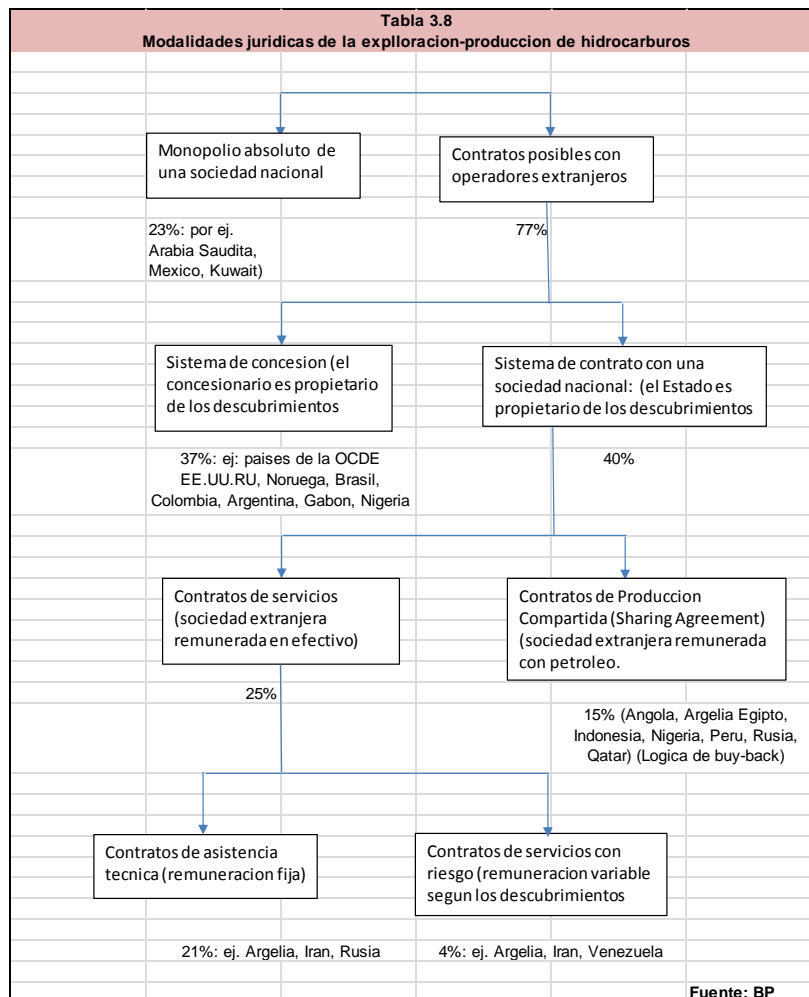 Tabla 3.8
Modalidades juridicas de la explloracion-produccion de hidrocarburos
Monopolio absoluto de
una sociedad nacional
Contratos posibles con
operadores extranjeros
23%: por ej.
Arabia Saudita,
Mexico, Kuwait)
77%
Sistema de concesion (el
concesionario es propietario
de los descubrimientos
Sistema de contrato con una
sociedad nacional: (el Estado es
propietario de los descubrimientos
37%: ej: paises de la OCDE
EE.UU.RU, Noruega, Brasil,
Colombia, Argentina, Gabon, Nigeria
40%
Contratos de servicios
(sociedad extranjera
remunerada en efectivo)
Contratos de Produccion
Compartida (Sharing Agreement)
(sociedad extranjera remunerada
con petroleo.
25%
15% (Angola, Argelia Egipto,
Indonesia, Nigeria, Peru, Rusia,
Qatar) (Logica de buy-back)
Contratos de asistencia
tecnica (remuneracion fija)
Contratos de servicios con
riesgo (remuneracion variable
segun los descubrimientos
21%: ej. Argelia, Iran, Rusia
4%: ej. Argelia, Iran, Venezuela
Fuente: BP